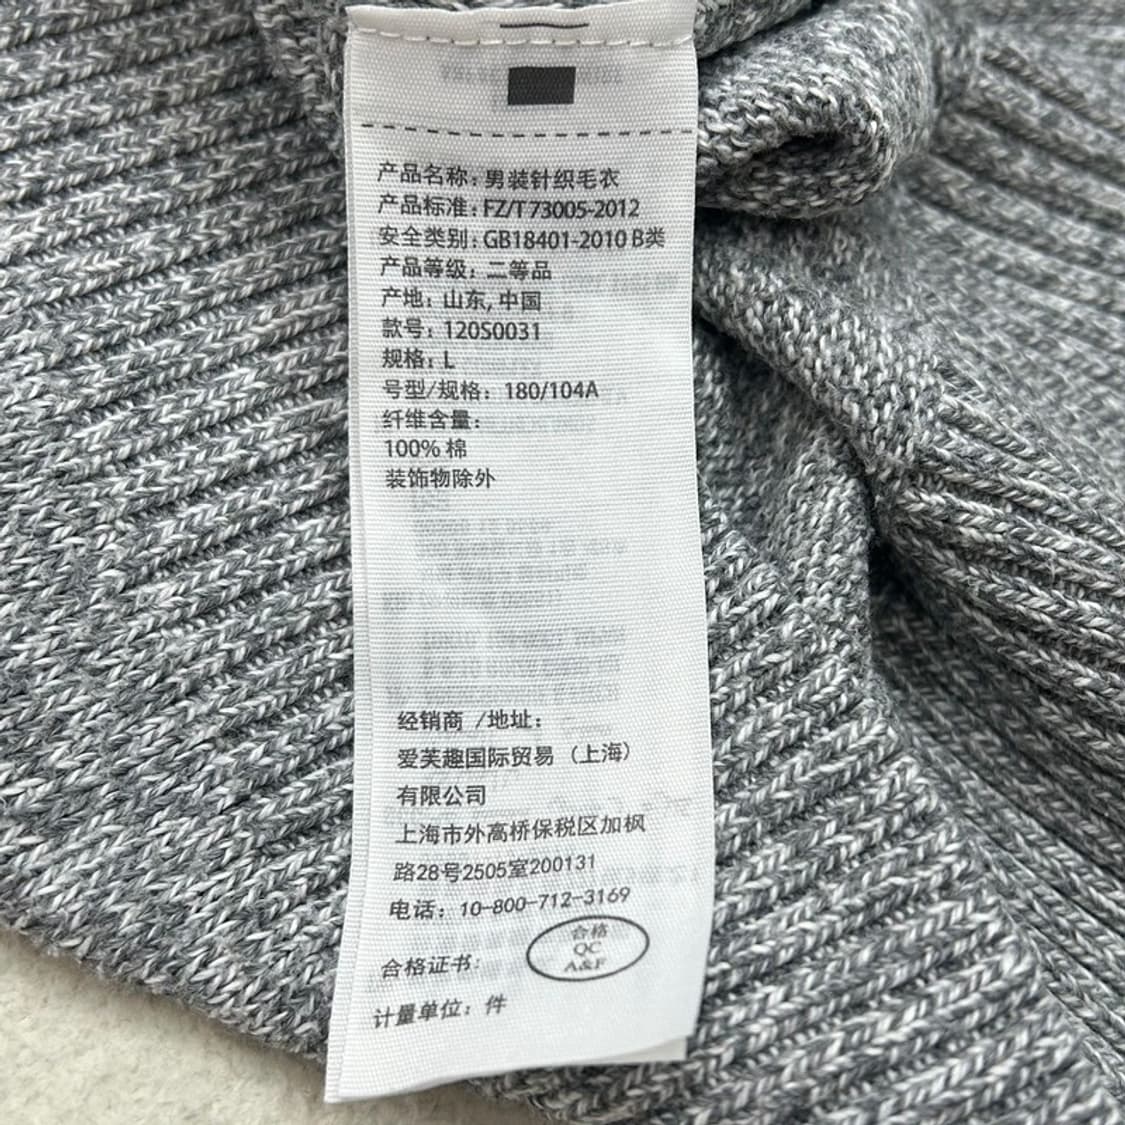 产品名称: 男装针织毛衣
产品标准: FZ/T 73005-2012
安全类别: GB18401-2010 B类
产品等级: 二等品
产地: 山东, 中国
款号: 120S0031
规格: L
号型/规格: 180/104A
纤维含量:
100% 棉
装饰物除外
经销商 /地址:
爱芙趣国际贸易 (上海)
有限公司
上海市外高桥保税区加枫
路28号2505室200131
电话: 10-800-712-3169
合格
QC
A&F
合格证书:
计量单位: 件